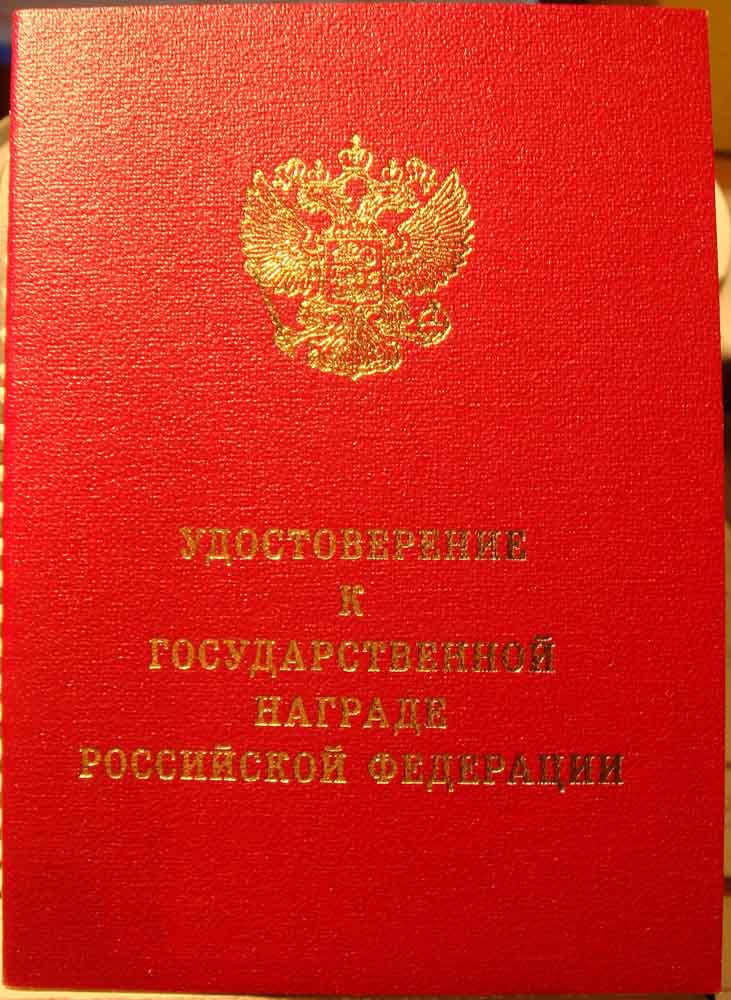 УДОСТОВЕРЕНИЕ
К
ГОСУДАРСТВЕННОЙ
НАГРАДЕ
РОССИЙСКОЙ ФЕДЕРАЦИИ